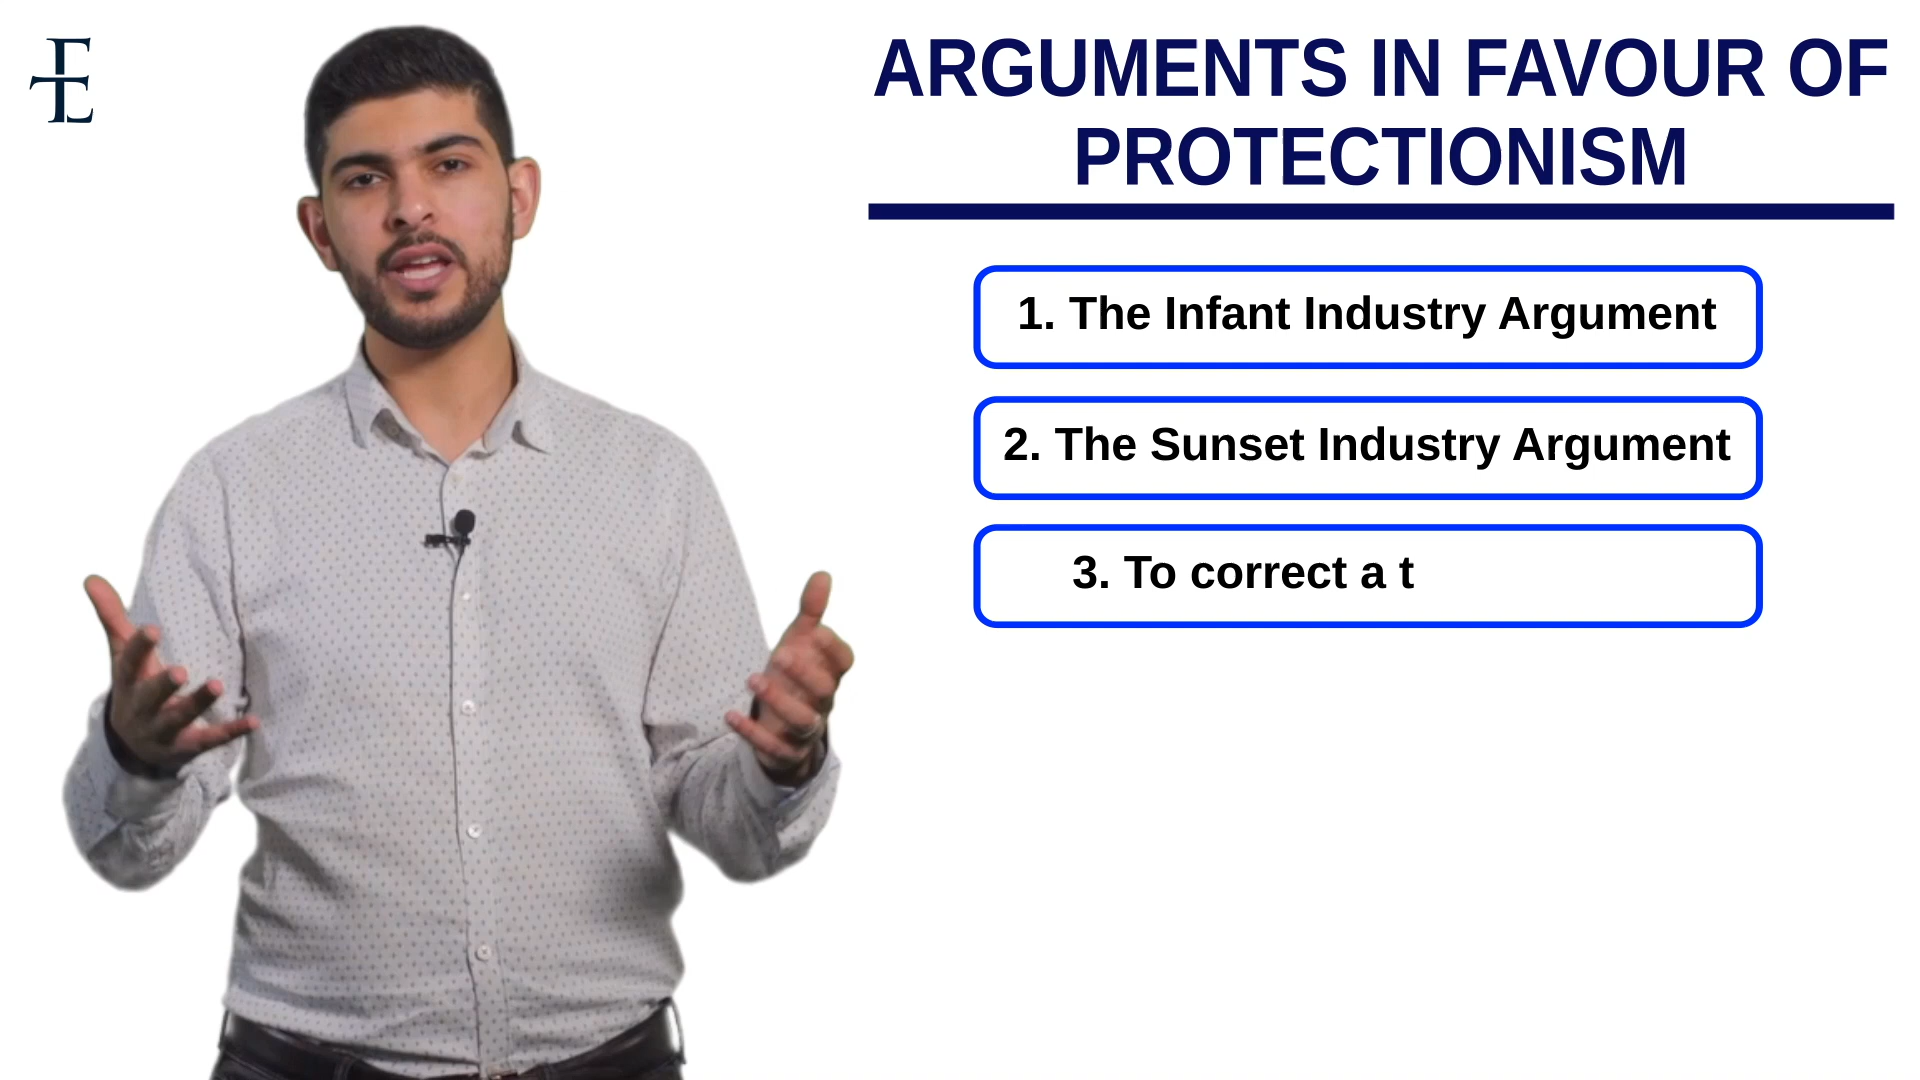 ARGUMENTS IN FAVOUR OF
PROTECTIONISM
1. The Infant Industry Argument
2. The Sunset Industry Argument
3. To correct a t